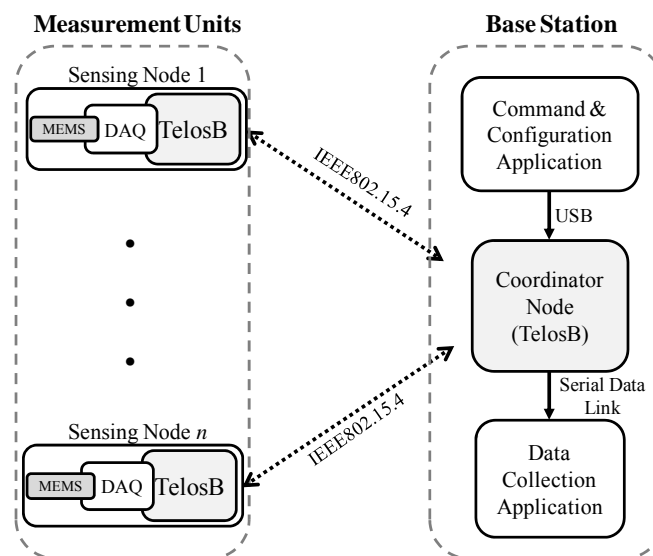 Measurement Units
Sensing Node 1
MEMS
DAQ
TelosB
Sensing Node n
MEMS
DAQ
TelosB
IEEE802.15.4
IEEE802.15.4
Base Station
Command &
Configuration
Application
USB
Coordinator
Node
(TelosB)
Serial Data
Link
Data
Collection
Application